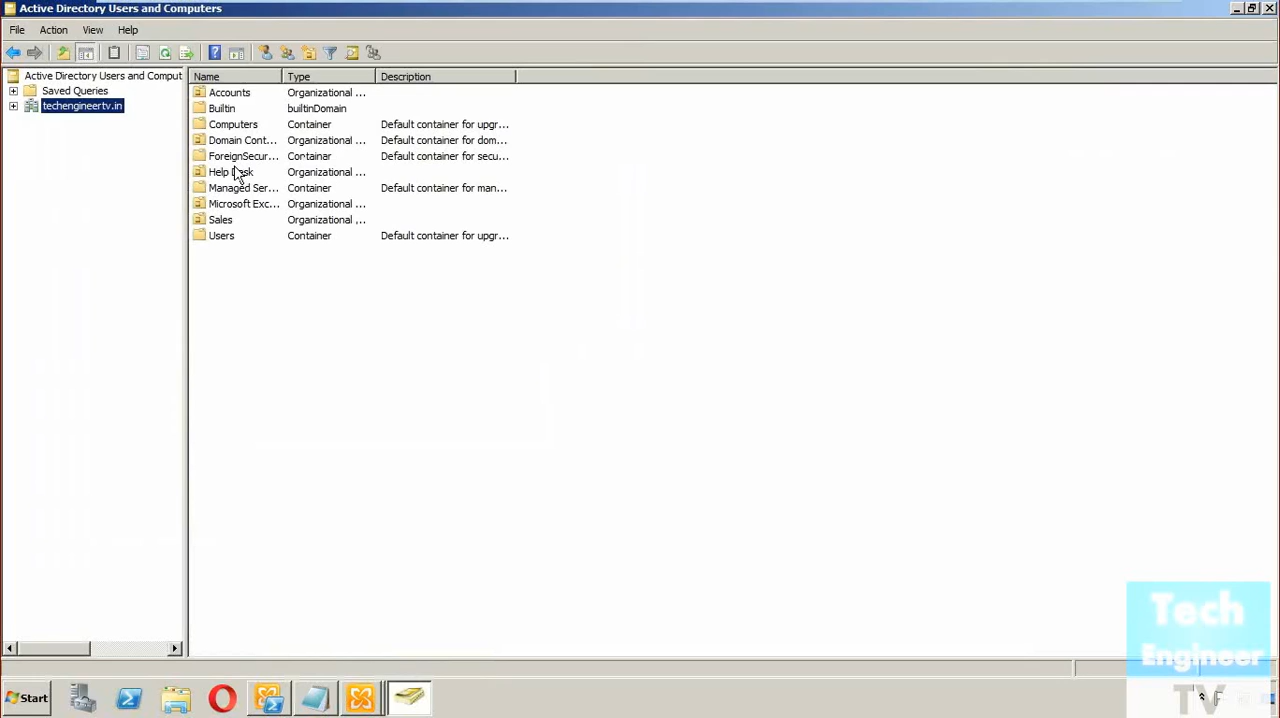 Active Directory Users and Computers
File Action View Help
Active Directory Users and Comput
Saved Queries
techengineertv.in
Name Type Description
Accounts Organizational ...
Builtin builtinDomain
Computers Container Default container for upgr...
Domain Cont... Organizational ... Default container for dom...
ForeignSecur... Container Default container for secu...
Help Desk Organizational ...
Managed Ser... Container Default container for man...
Microsoft Exc... Organizational ...
Sales Organizational ...
Users Container Default container for upgr...
Tech
Engineer
TV
Start